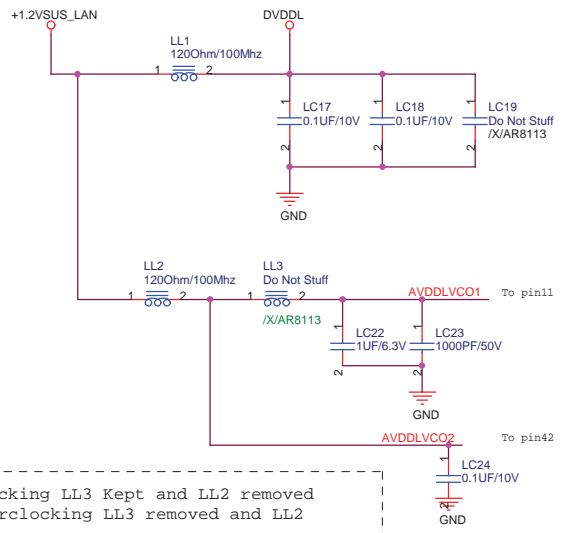 +1.2VSUS_LAN
DVDDL
LL1
120Ohm/100Mhz
1
2
1
LC17
0.1UF/10V
2
1
LC18
0.1UF/10V
2
1
LC19
Do Not Stuff
/X/AR8113
2
GND
LL2
120Ohm/100Mhz
1
2
LL3
Do Not Stuff
1
2
/X/AR8113
AVDDLVCO1
To pin11
1
LC22
1UF/6.3V
2
1
LC23
1000PF/50V
2
GND
AVDDLVCO2
To pin42
1
LC24
0.1UF/10V
2
GND
cking LL3 Kept and LL2 removed
rclocking LL3 removed and LL2